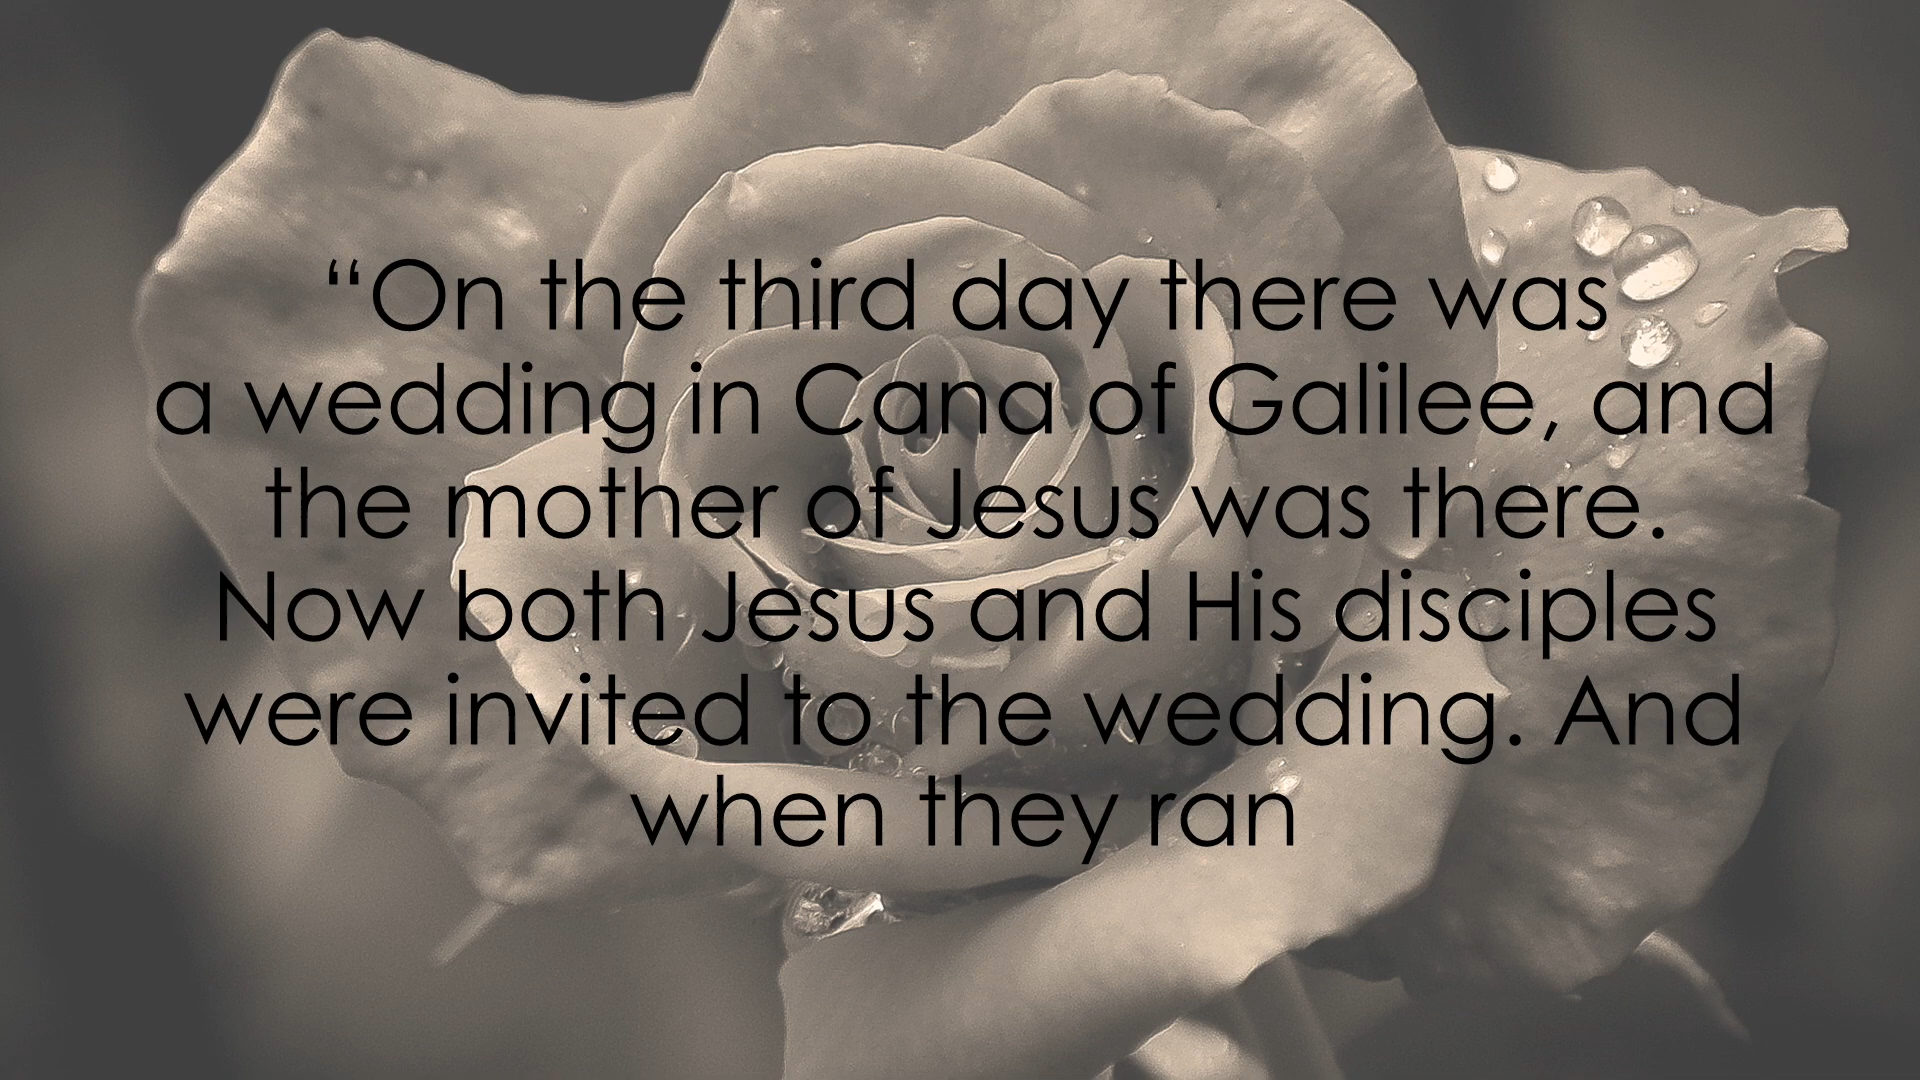 “On the third day there was
a wedding in Cana of Galilee, and
the mother of Jesus was there.
Now both Jesus and His disciples
were invited to the wedding. And
when they ran